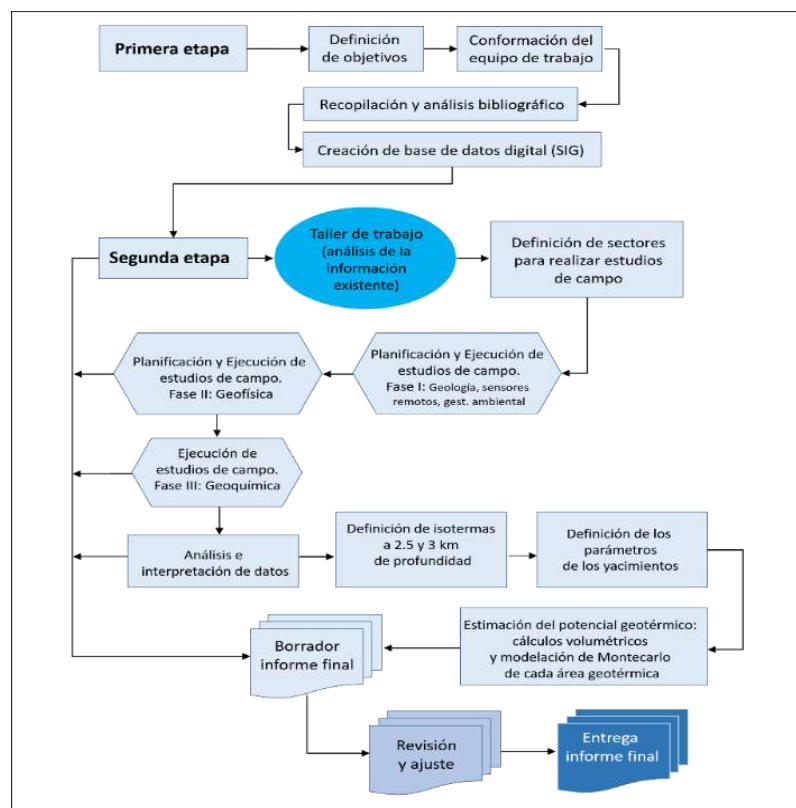 Primera etapa
Definición
de objetivos
Conformación del
equipo de trabajo
Recopilación y análisis bibliográfico
Creación de base de datos digital (SIG)
Segunda etapa
Taller de trabajo
(análisis de la
información
existente)
Definición de sectores
para realizar estudios
de campo
Planificación y Ejecución de
estudios de campo.
Fase II: Geofísica
Planificación y Ejecución de
estudios de campo.
Fase I: Geología, sensores
remotos, gest. ambiental
Ejecución de
estudios de campo.
Fase III: Geoquímica
Análisis e
interpretación de datos
Definición de isotermas
a 2.5 y 3 km
de profundidad
Definición de los
parámetros
de los yacimientos
Estimación del potencial geotérmico:
cálculos volumétricos
y modelación de Montecarlo
de cada área geotérmica
Borrador
informe final
Revisión
y ajuste
Entrega
informe final